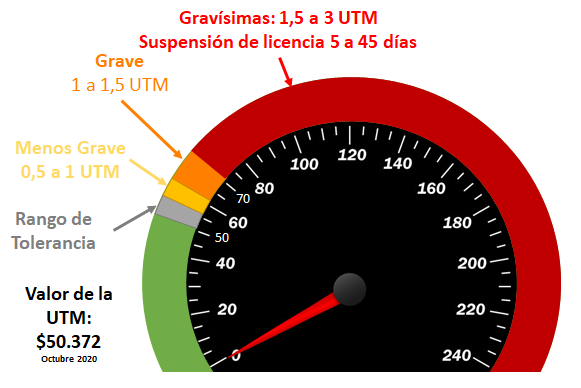 Gravísimas: 1,5 a 3 UTM
Suspensión de licencia 5 a 45 días
Grave
1 a 1,5 UTM
Menos Grave
0,5 a 1 UTM
Rango de
Tolerancia
Valor de la
UTM:
$50.372
Octubre 2020
0
20
40
50
60
70
80
100
120
140
160
180
200
220
240